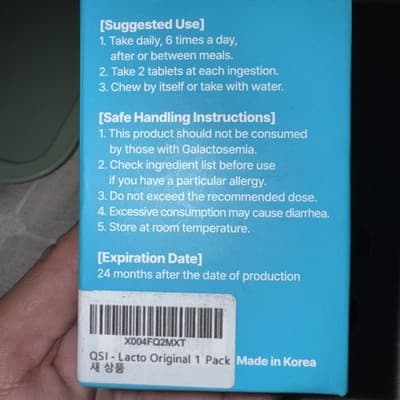 [Suggested Use]
1. Take daily, 6 times a day,
after or between meals.
2. Take 2 tablets at each ingestion.
3. Chew by itself or take with water.
[Safe Handling Instructions]
1. This product should not be consumed
by those with Galactosemia.
2. Check ingredient list before use
if you have a particular allergy.
3. Do not exceed the recommended dose.
4. Excessive consumption may cause diarrhea.
5. Store at room temperature.
[Expiration Date]
24 months after the date of production
X004FQ2MXT
QSI - Lacto Original 1 Pack
새 상품
Made in Korea